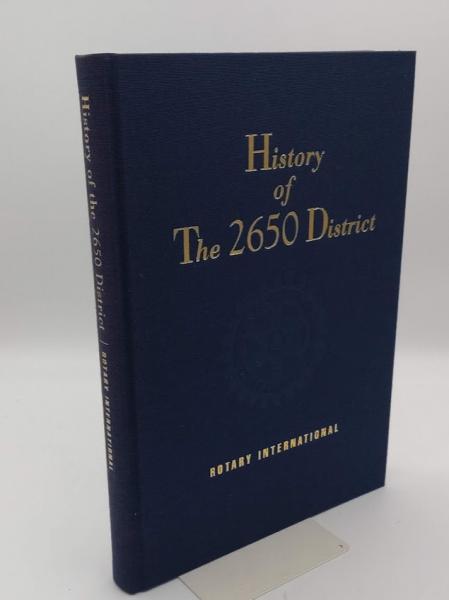 History
of
The 2650 District
ROTARY INTERNATIONAL
History of the 2650 District | ROTARY INTERNATIONAL